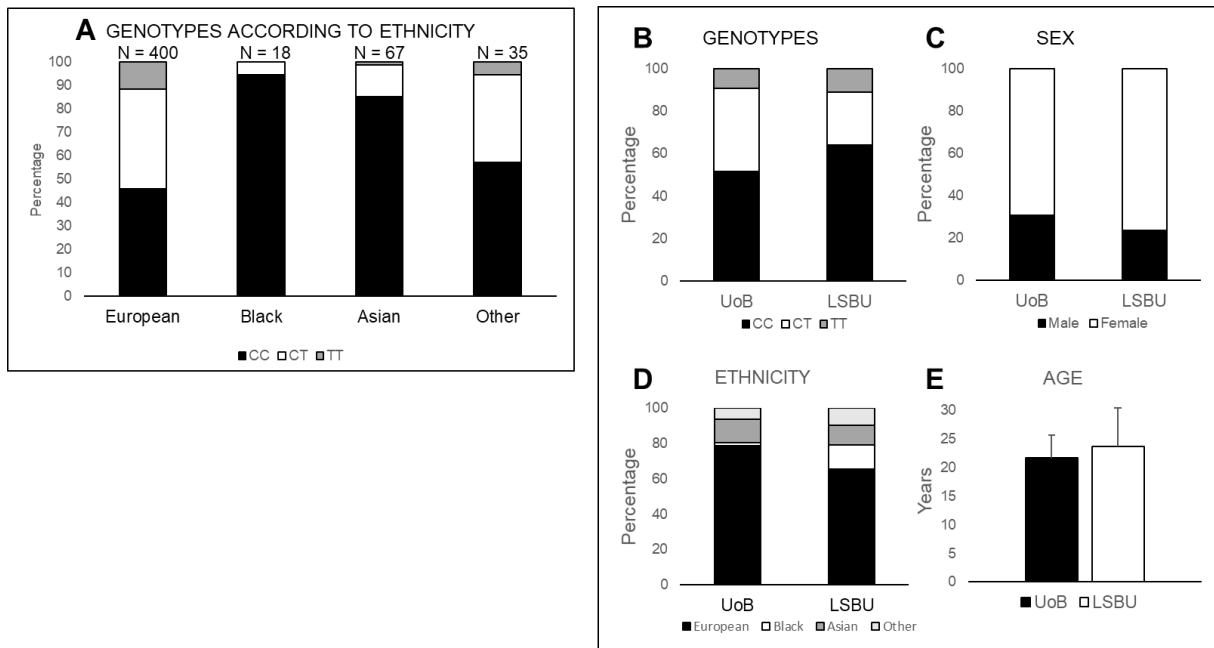 A GENOTYPES ACCORDING TO ETHNICITY
N = 400 N = 18 N = 67 N = 35
100
90
80
70
60
50
40
30
20
10
0
Percentage
European Black Asian Other
CC CT TT
B GENOTYPES
100
80
60
40
20
0
Percentage
UoB LSBU
CC CT TT
C SEX
100
80
60
40
20
0
UoB LSBU
Male Female
D ETHNICITY
100
80
60
40
20
0
Percentage
UoB LSBU
European Black Asian Other
E AGE
30
25
20
15
10
5
0
Years
UoB LSBU